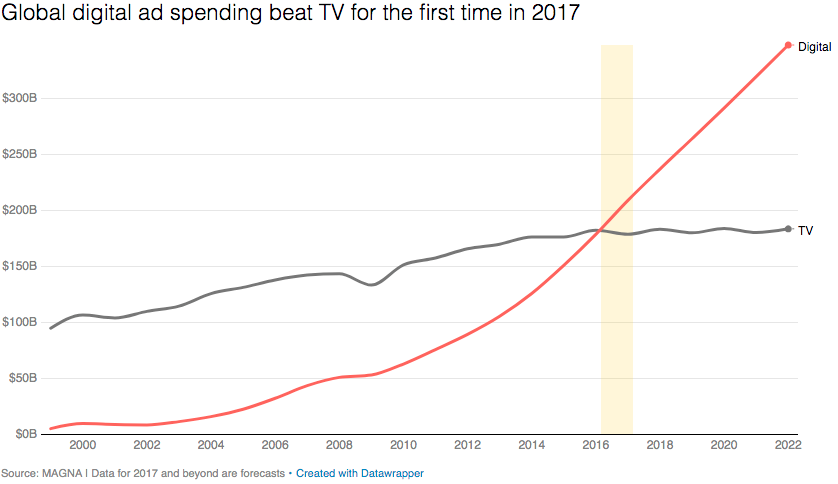 Global digital ad spending beat TV for the first time in 2017
Digital
$300B
$250B
$200B
TV
$150B
$100B
$50B
$0B
2000 2002 2004 2006 2008 2010 2012 2014 2016 2018 2020 2022
Source: MAGNA I Data for 2017 and beyond are forecasts • Created with Datawrapper